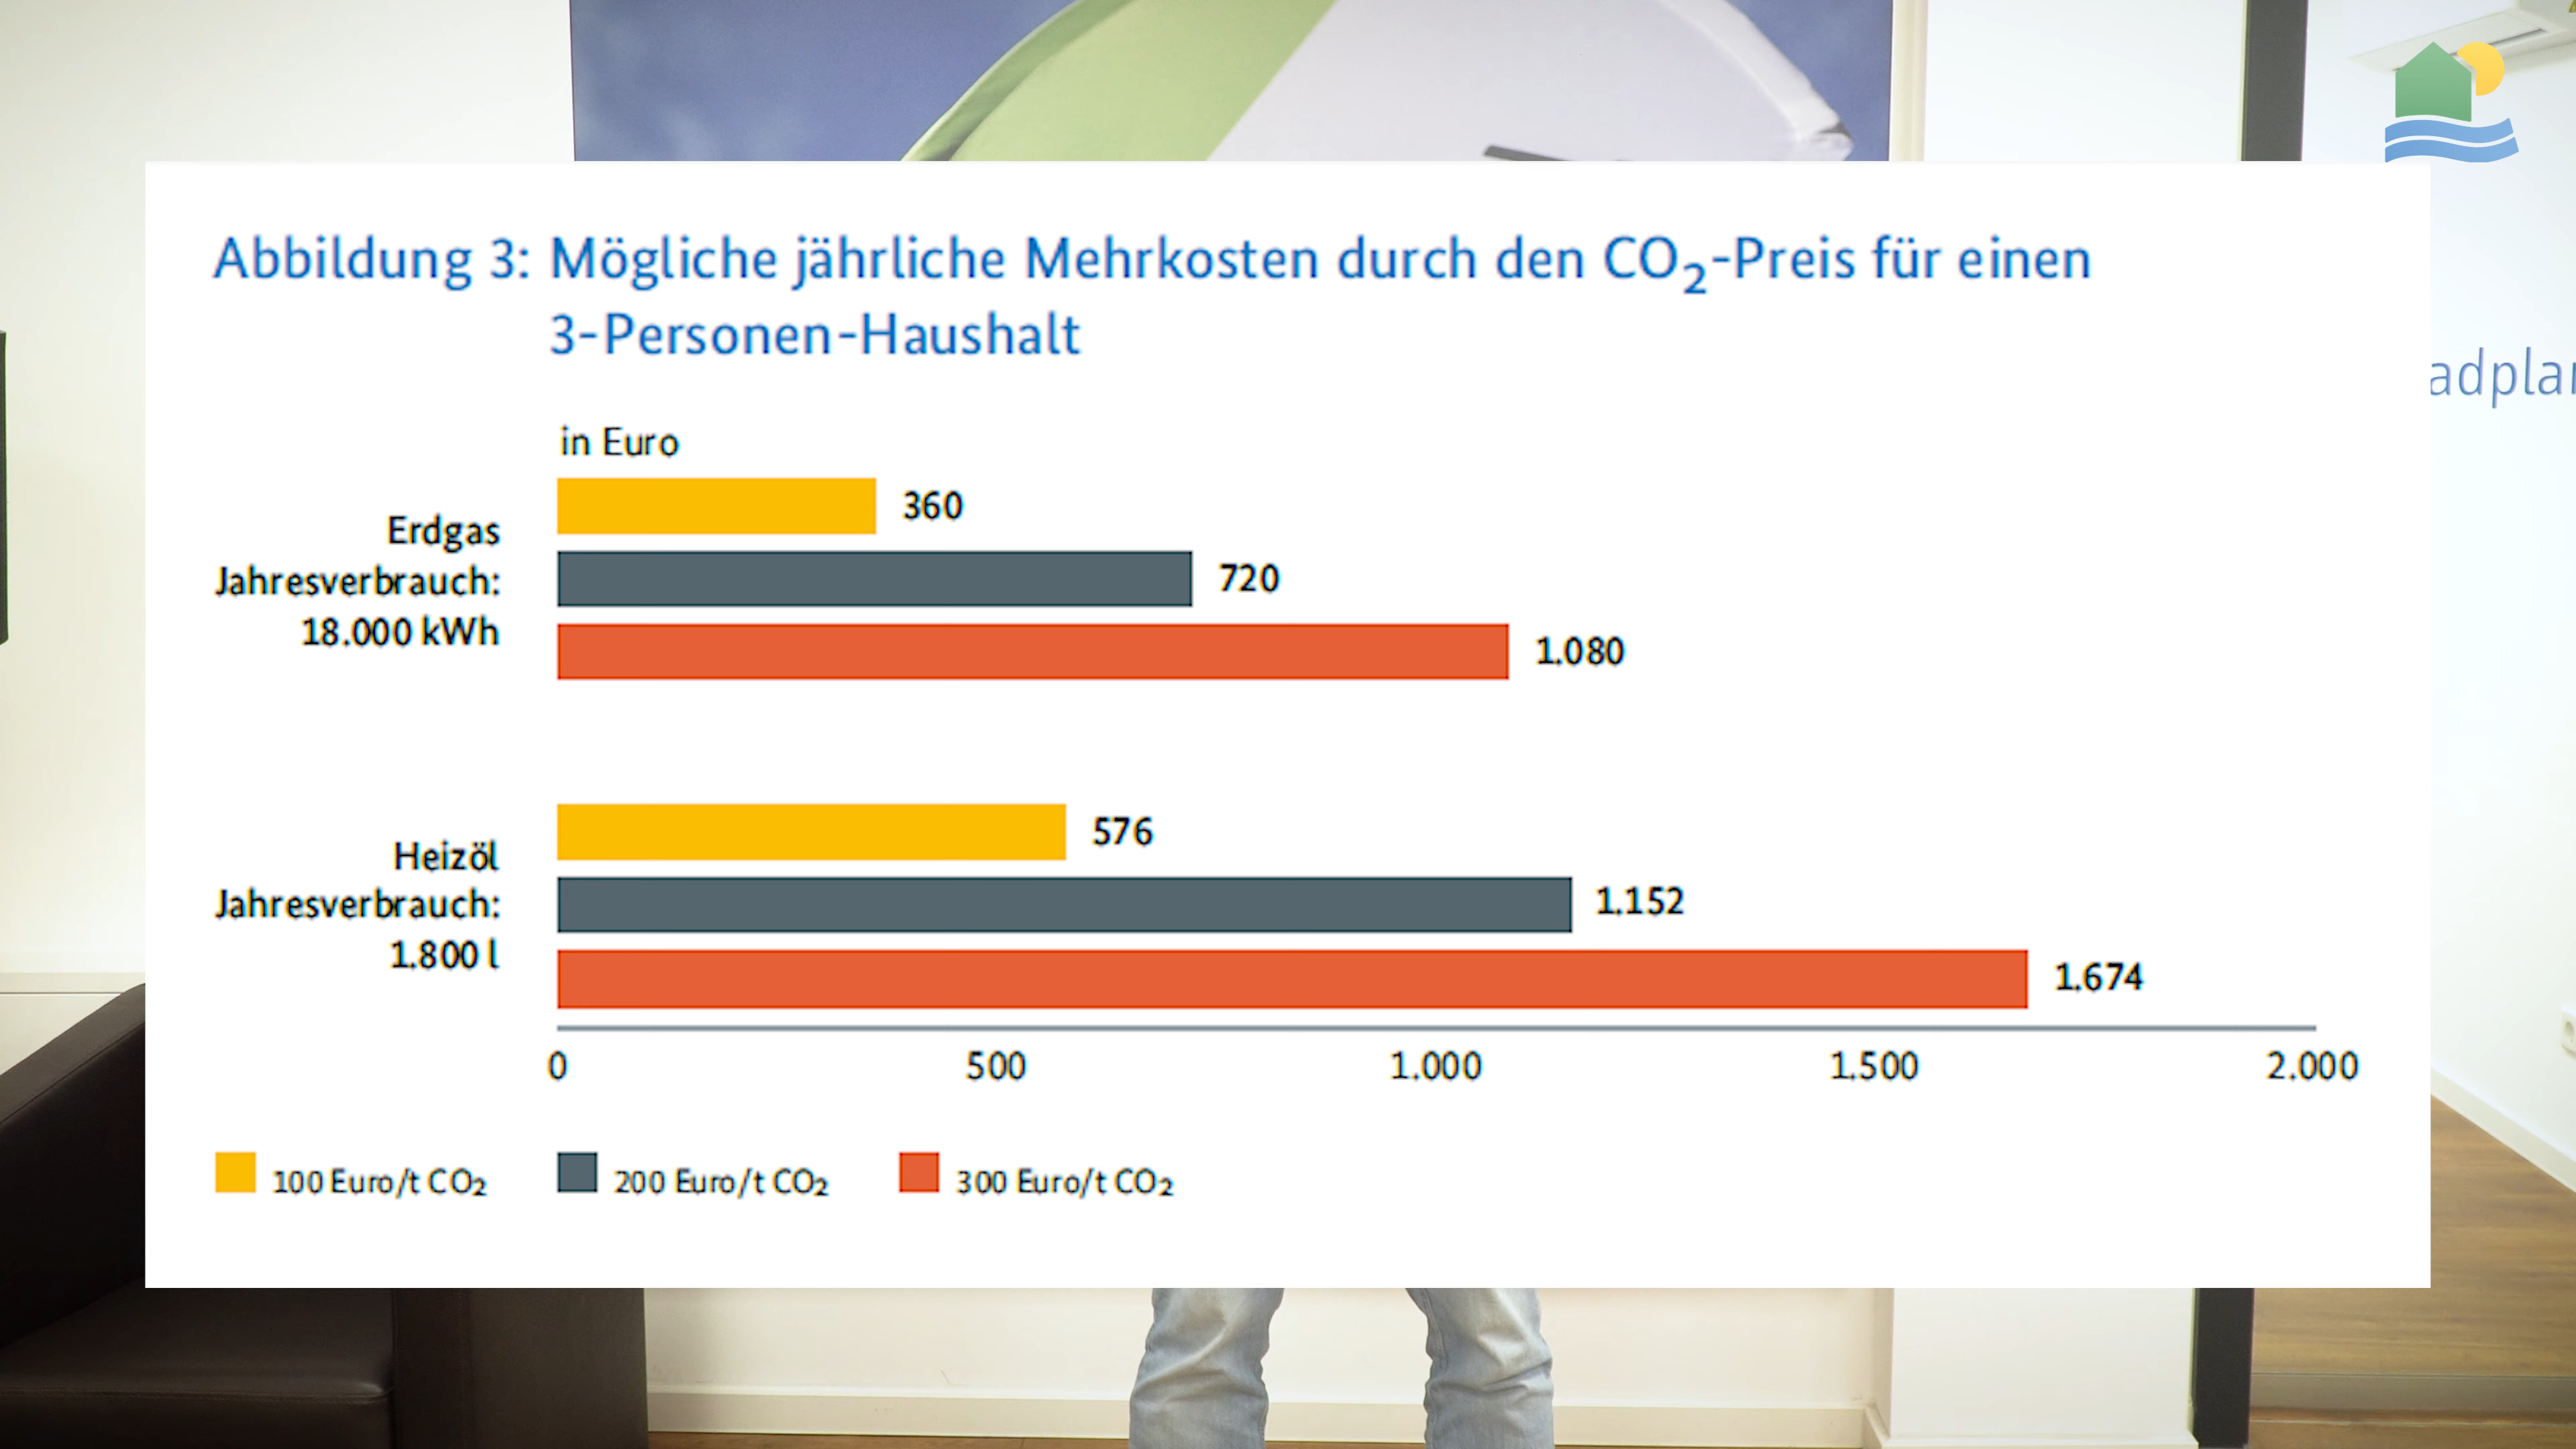 Abbildung 3: Mögliche jährliche Mehrkosten durch den CO₂-Preis für einen
3-Personen-Haushalt
adpla
in Euro
360
Erdgas
Jahresverbrauch:
18.000 kWh
720
1.080
576
Heizöl
Jahresverbrauch:
1.800 l
1.152
1.674
0 500 1.000 1.500 2.000
100 Euro/t CO₂ 200 Euro/t CO₂ 300 Euro/t CO₂